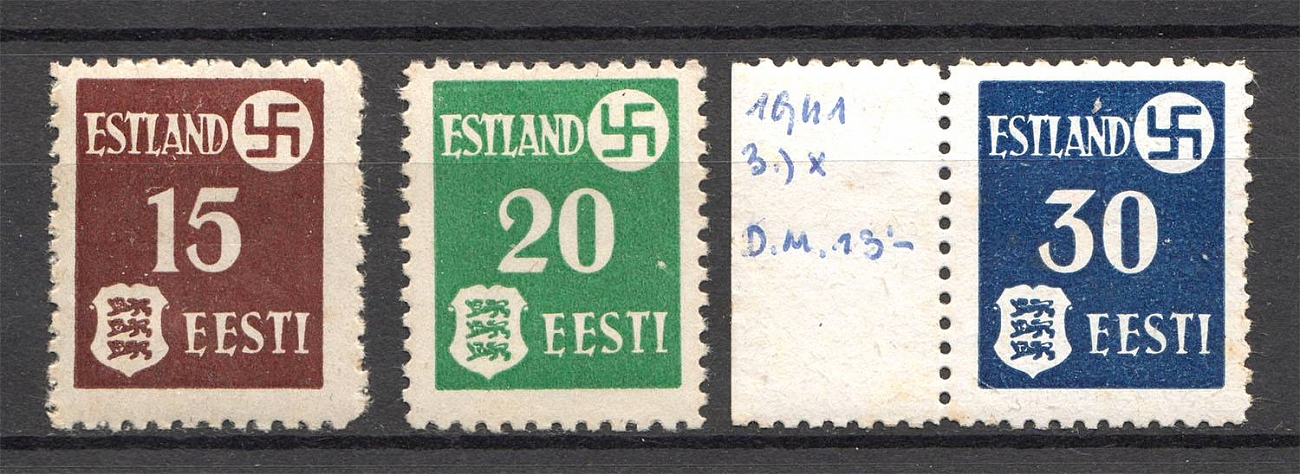 ESTLAND
15
EESTI
ESTLAND
20
EESTI
1941
3.) x
D.M. 13'-
ESTLAND
30
EESTI